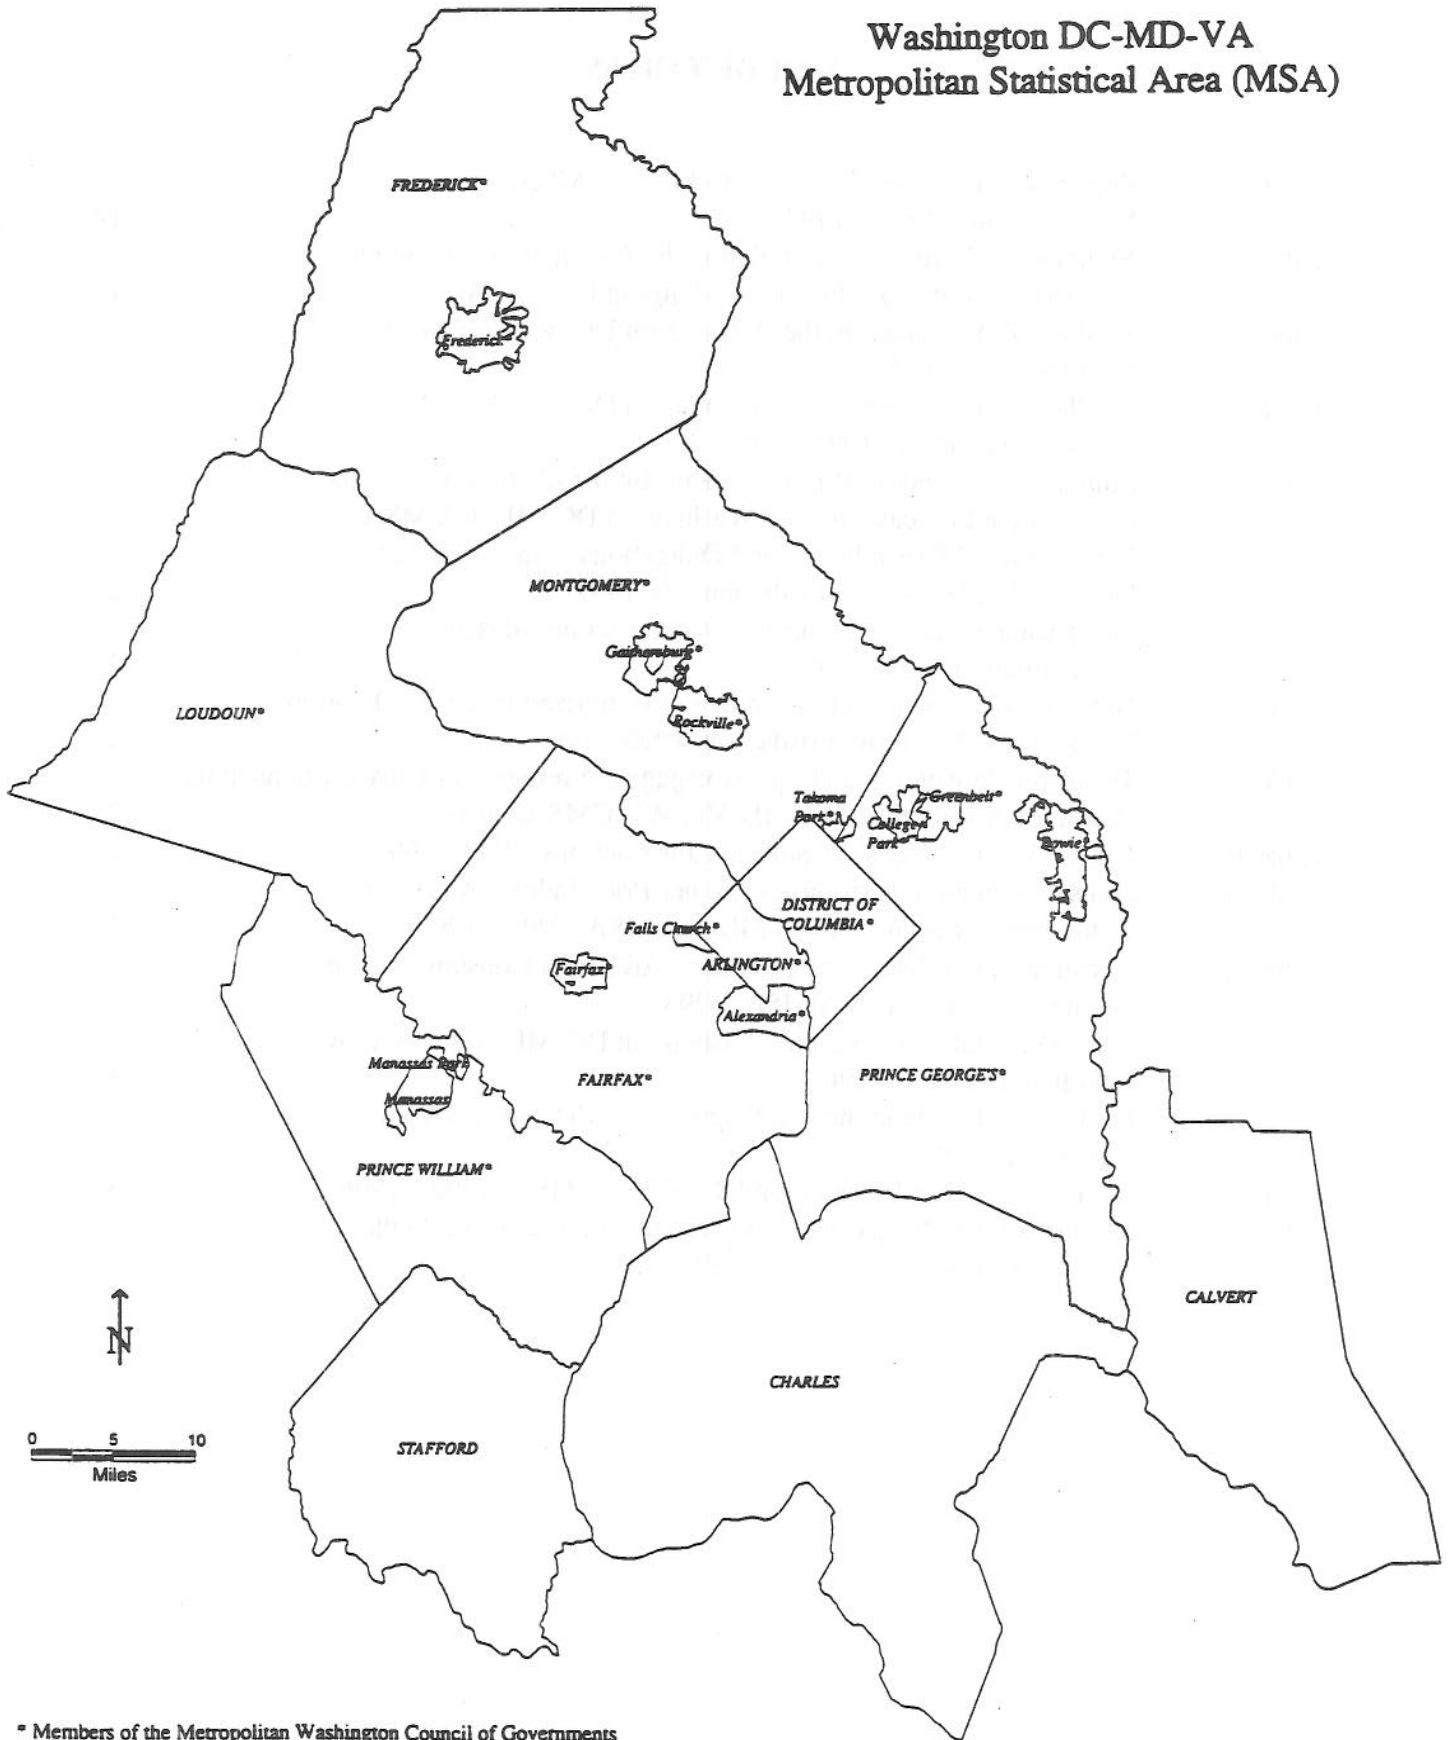 Washington DC-MD-VA
Metropolitan Statistical Area (MSA)
FREDERICK*
Frederick*
MONTGOMERY*
Gaithersburg*
Rockville*
LOUDOUN*
Takoma
Park*
Greenbelt*
College
Park*
Bowie*
DISTRICT OF
COLUMBIA*
Falls Church*
ARLINGTON*
Fairfax*
Alexandria*
Manassas Park
Manassas
FAIRFAX*
PRINCE GEORGE'S*
PRINCE WILLIAM*
CALVERT
N
CHARLES
STAFFORD
0 5 10
Miles
* Members of the Metropolitan Washington Council of Governments